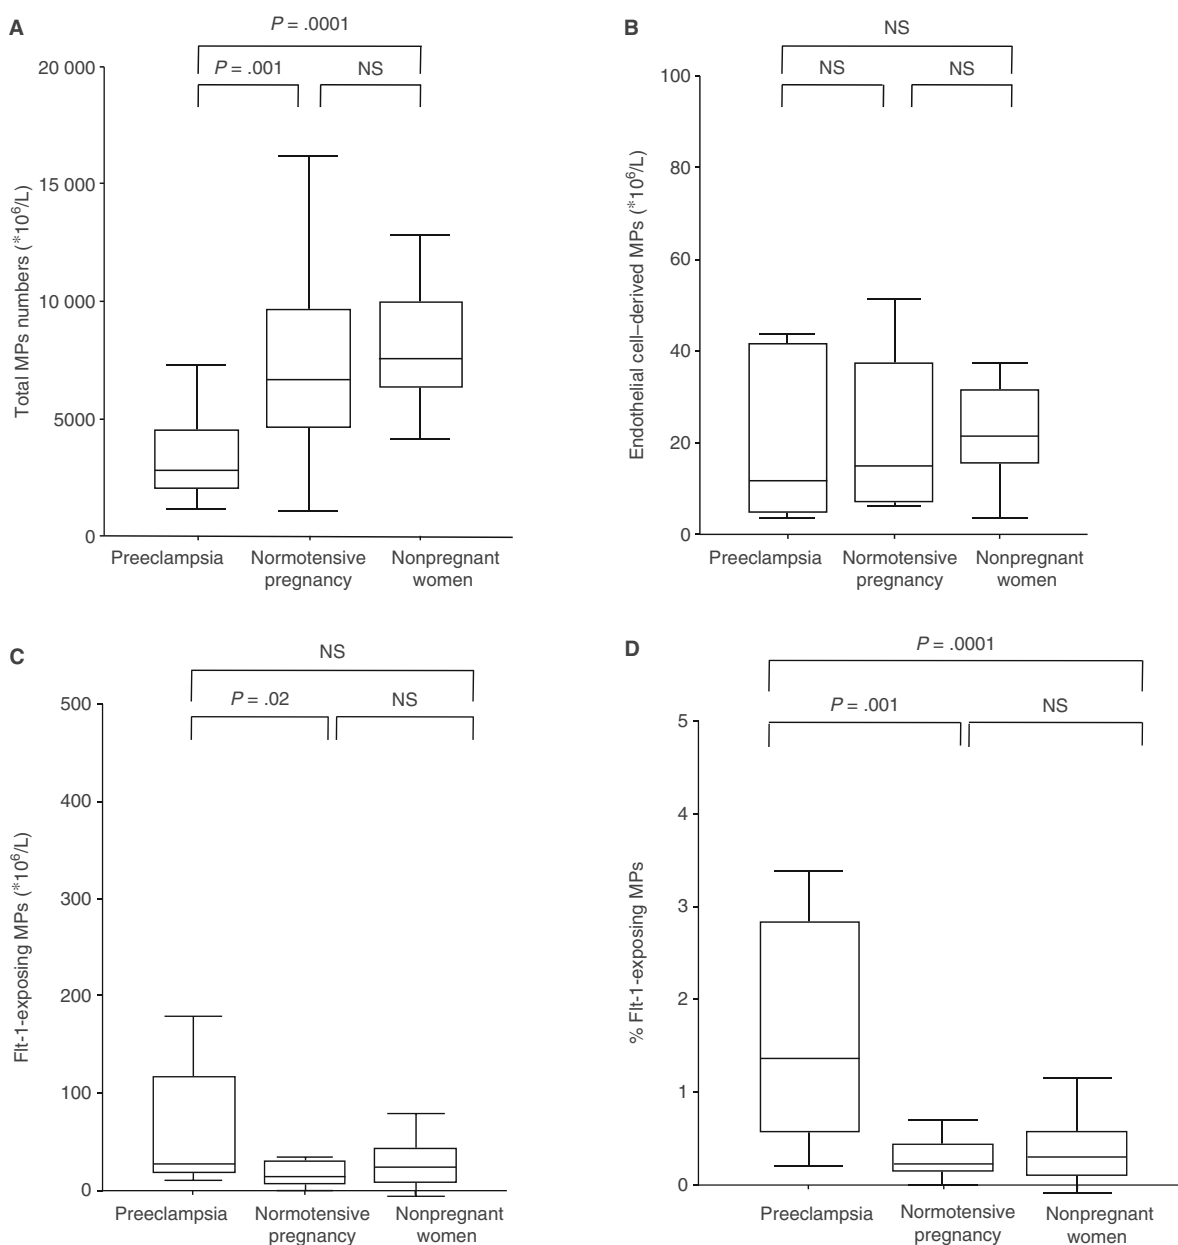 A
P = .0001
P = .001
NS
20 000
15 000
10 000
5000
0
Total MPs numbers (*10⁶/L)
Preeclampsia
Normotensive
pregnancy
Nonpregnant
women
B
NS
NS
NS
100
80
60
40
20
0
Endothelial cell–derived MPs (*10⁶/L)
Preeclampsia
Normotensive
pregnancy
Nonpregnant
women
C
NS
P = .02
NS
500
400
300
200
100
0
Flt-1-exposing MPs (*10⁶/L)
Preeclampsia
Normotensive
pregnancy
Nonpregnant
women
D
P = .0001
P = .001
NS
5
4
3
2
1
0
% Flt-1-exposing MPs
Preeclampsia
Normotensive
pregnancy
Nonpregnant
women